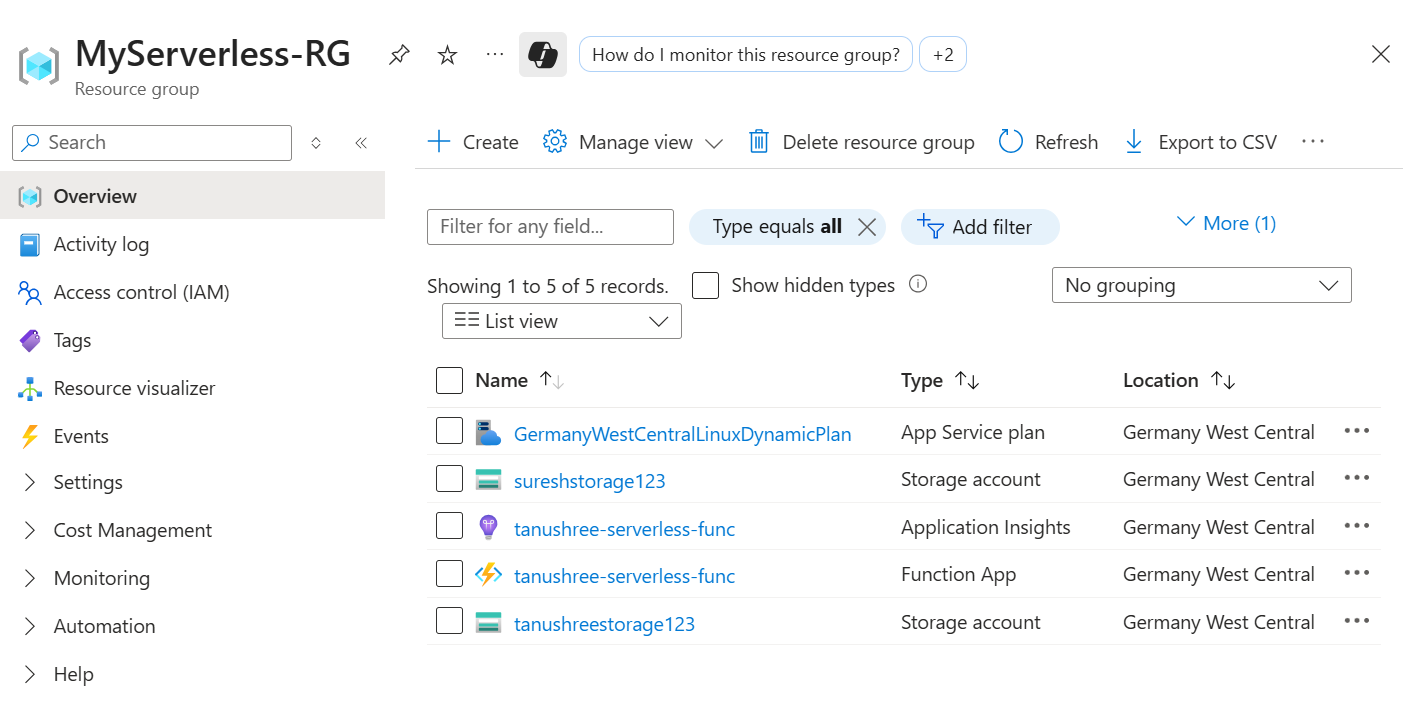 MyServerless-RG
How do I monitor this resource group?
+2
Resource group
Search
Overview
Activity log
Access control (IAM)
Tags
Resource visualizer
Events
Settings
Cost Management
Monitoring
Automation
Help
Create
Manage view
Delete resource group
Refresh
Export to CSV
Filter for any field...
Type equals all
Add filter
More (1)
Showing 1 to 5 of 5 records.
Show hidden types
No grouping
List view
Name Type Location
GermanyWestCentralLinuxDynamicPlan App Service plan Germany West Central
sureshstorage123 Storage account Germany West Central
tanushree-serverless-func Application Insights Germany West Central
tanushree-serverless-func Function App Germany West Central
tanushreestorage123 Storage account Germany West Central